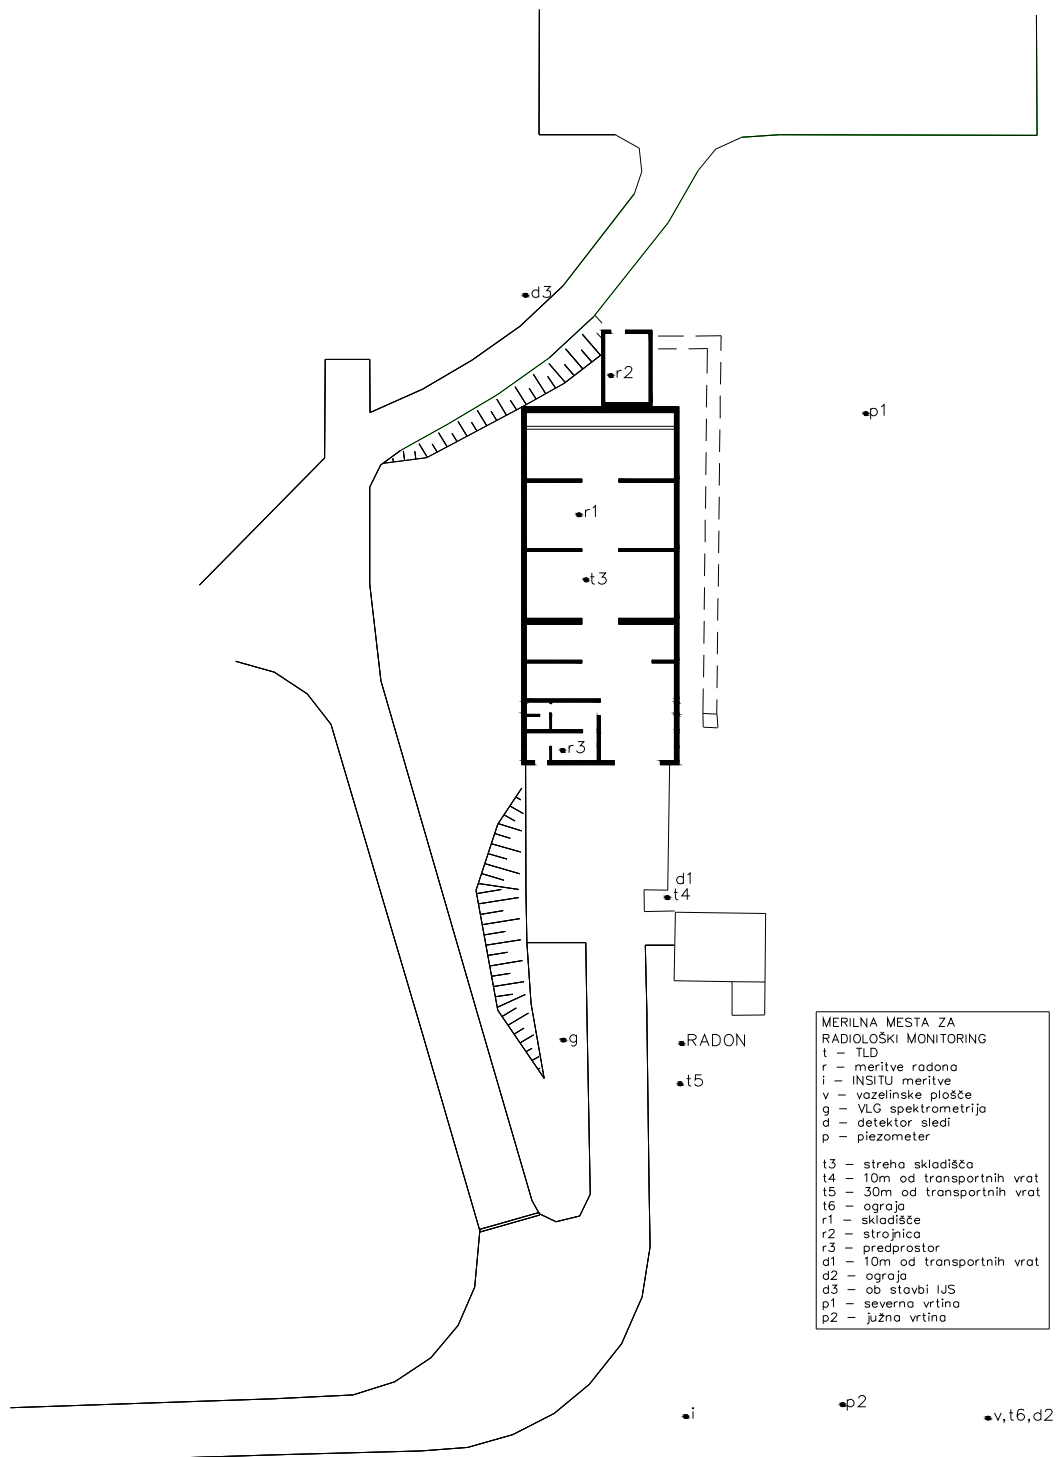 d3
r2
p1
r1
t3
r3
d1
t4
g
RADON
t5
MERILNA MESTA ZA
RADIOLOŠKI MONITORING
t – TLD
r – meritve radona
i – INSITU meritve
v – vazelinske plošče
g – VLG spektrometrija
d – detektor sledi
p – piezometer
t3 – streha skladišča
t4 – 10m od transportnih vrat
t5 – 30m od transportnih vrat
t6 – ograja
r1 – skladišče
r2 – strojnica
r3 – predprostor
d1 – 10m od transportnih vrat
d2 – ograja
d3 – ob stavbi IJS
p1 – severna vrtina
p2 – južna vrtina
p2
i
v,t6,d2